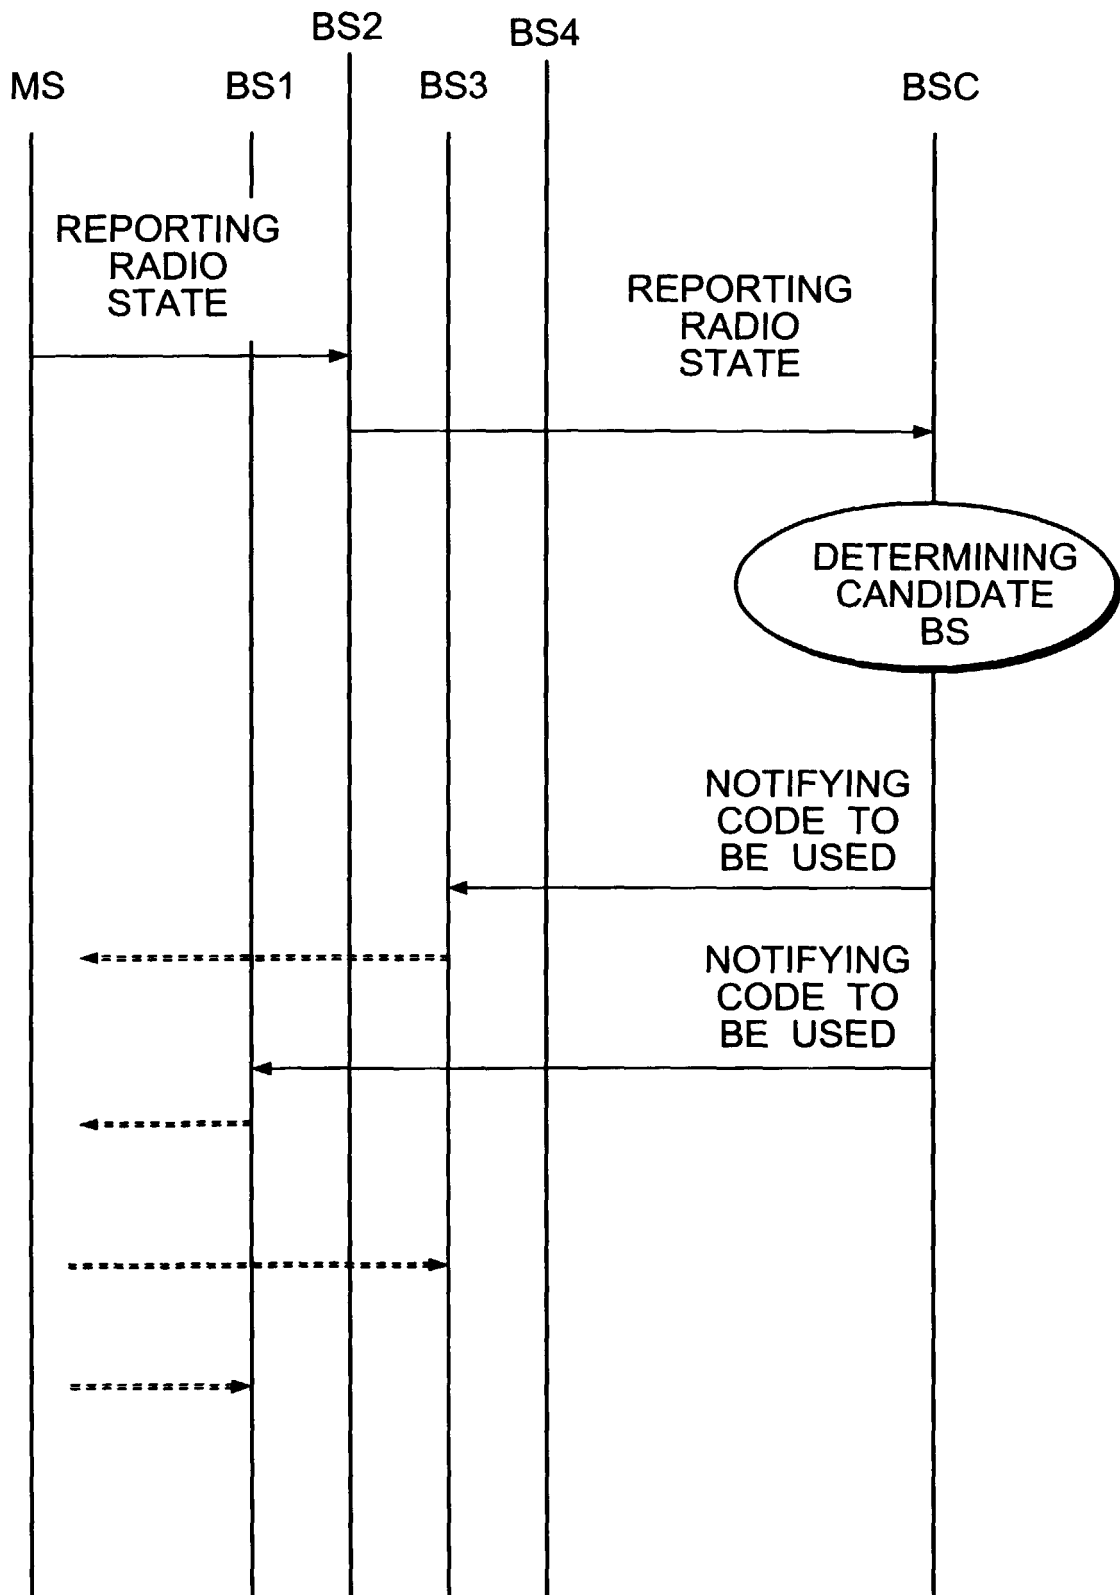 BS2
BS4
MS
BS1
BS3
BSC
REPORTING
RADIO
STATE
REPORTING
RADIO
STATE
DETERMINING
CANDIDATE
BS
NOTIFYING
CODE TO
BE USED
NOTIFYING
CODE TO
BE USED